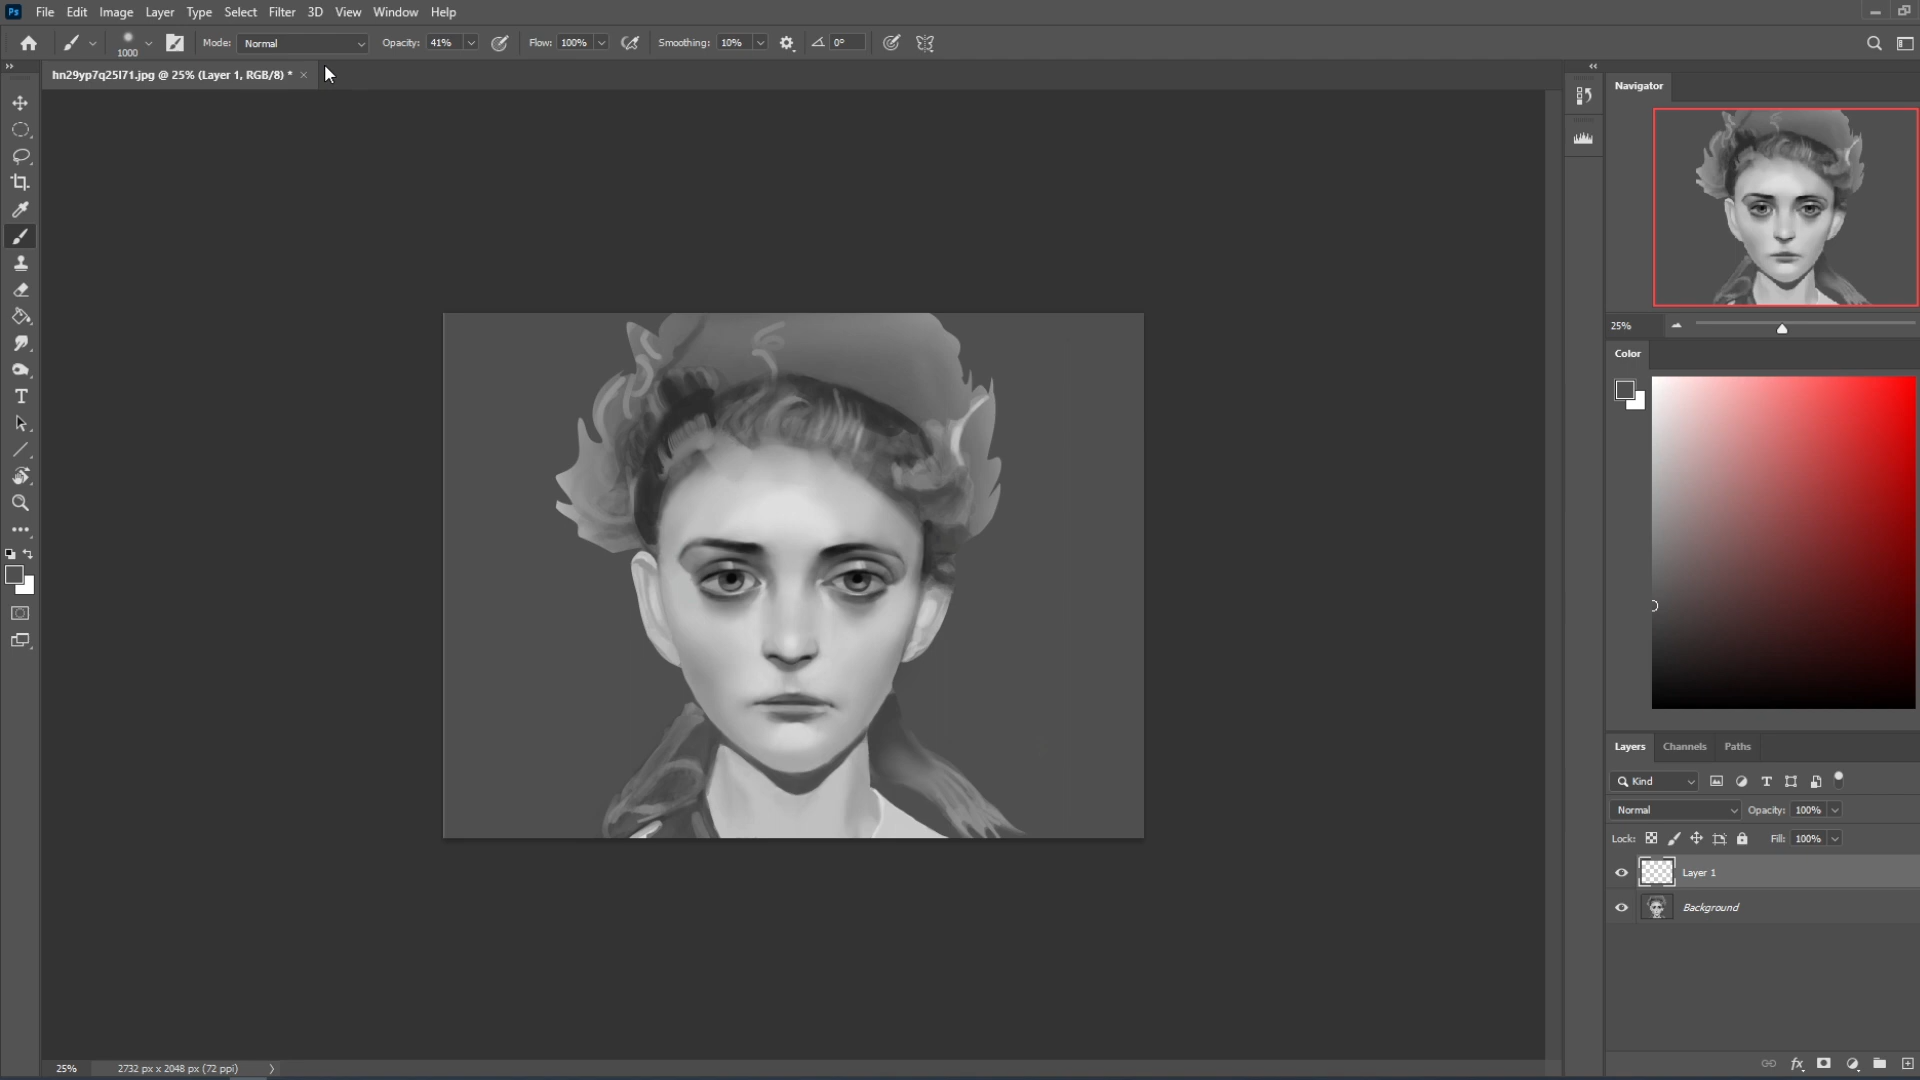 Ps File Edit Image Layer Type Select Filter 3D View Window Help
1000 Mode: Normal Opacity: 41% Flow: 100% Smoothing: 10% 0°
hn29yp7q25l71.jpg @ 25% (Layer 1, RGB/8) *
Navigator
25%
Color
Layers Channels Paths
Kind
Normal Opacity: 100%
Lock: Fill: 100%
Layer 1
Background
25% 2732 px x 2048 px (72 ppi)